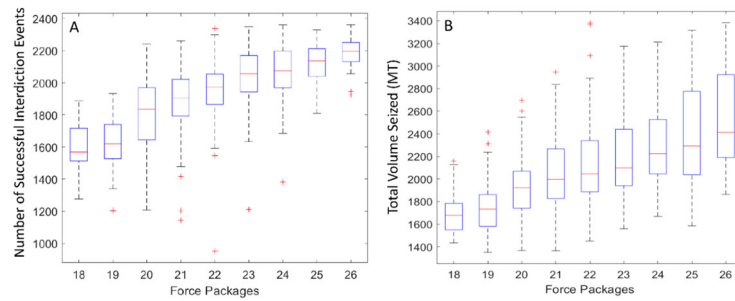 A
Number of Successful Interdiction Events
2400
2200
2000
1800
1600
1400
1200
1000
18 19 20 21 22 23 24 25 26
Force Packages
B
Total Volume Seized (MT)
3400
3200
3000
2800
2600
2400
2200
2000
1800
1600
1400
18 19 20 21 22 23 24 25 26
Force Packages